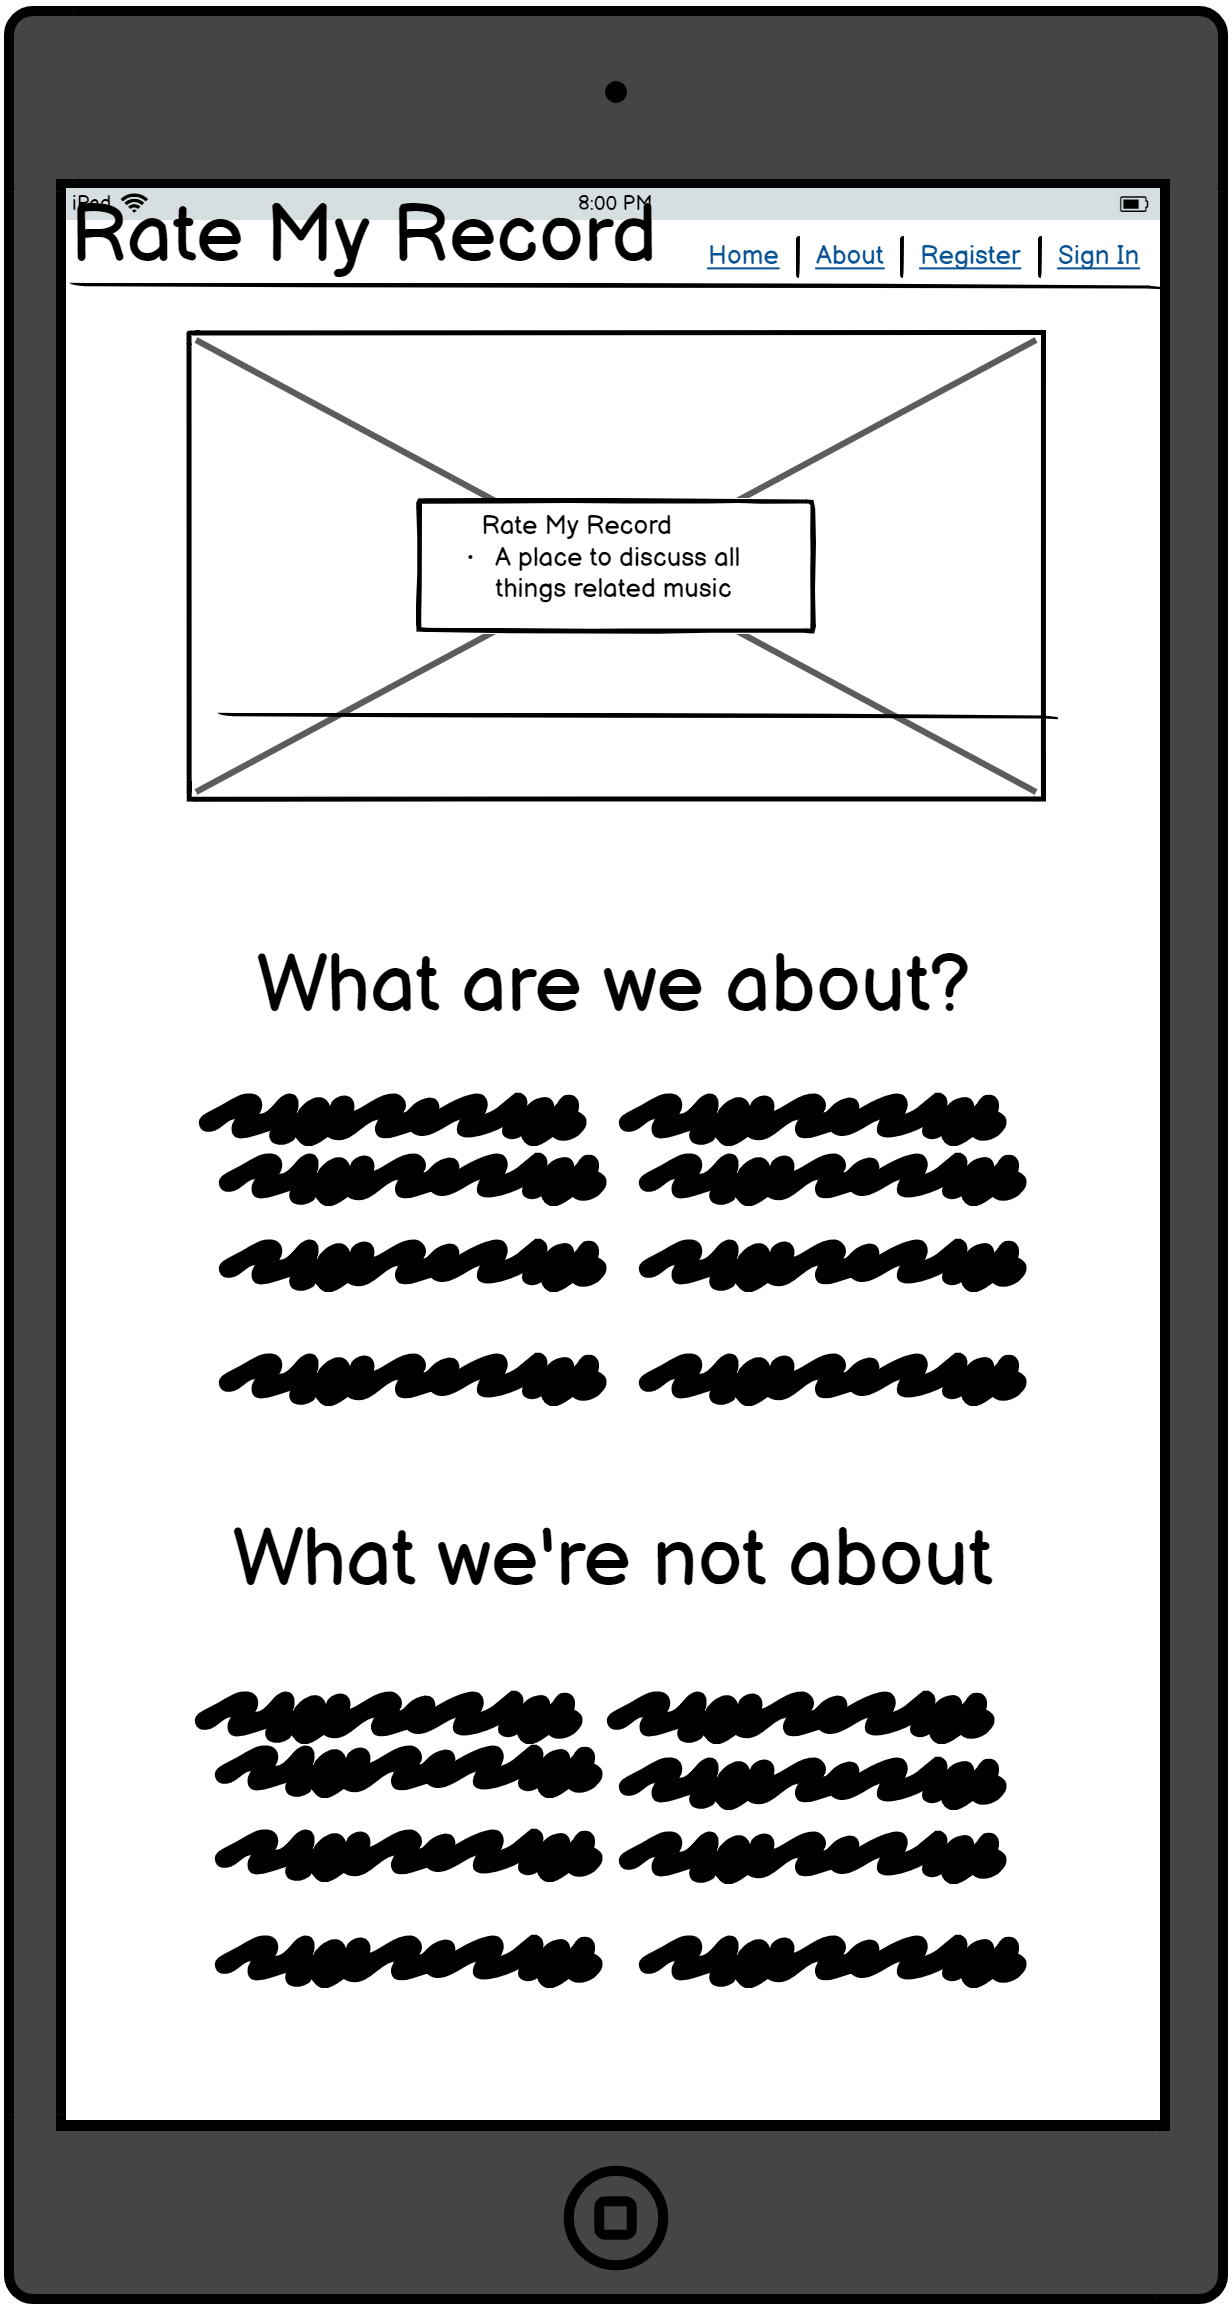 iPad 8:00 PM
Rate My Record
Home About Register Sign In
Rate My Record
• A place to discuss all
things related music
What are we about?
What we're not about